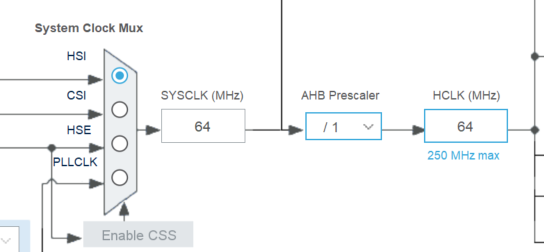 System Clock Mux
HSI
CSI
HSE
PLLCLK
SYSCLK (MHz)
64
AHB Prescaler
/ 1
HCLK (MHz)
64
250 MHz max
Enable CSS